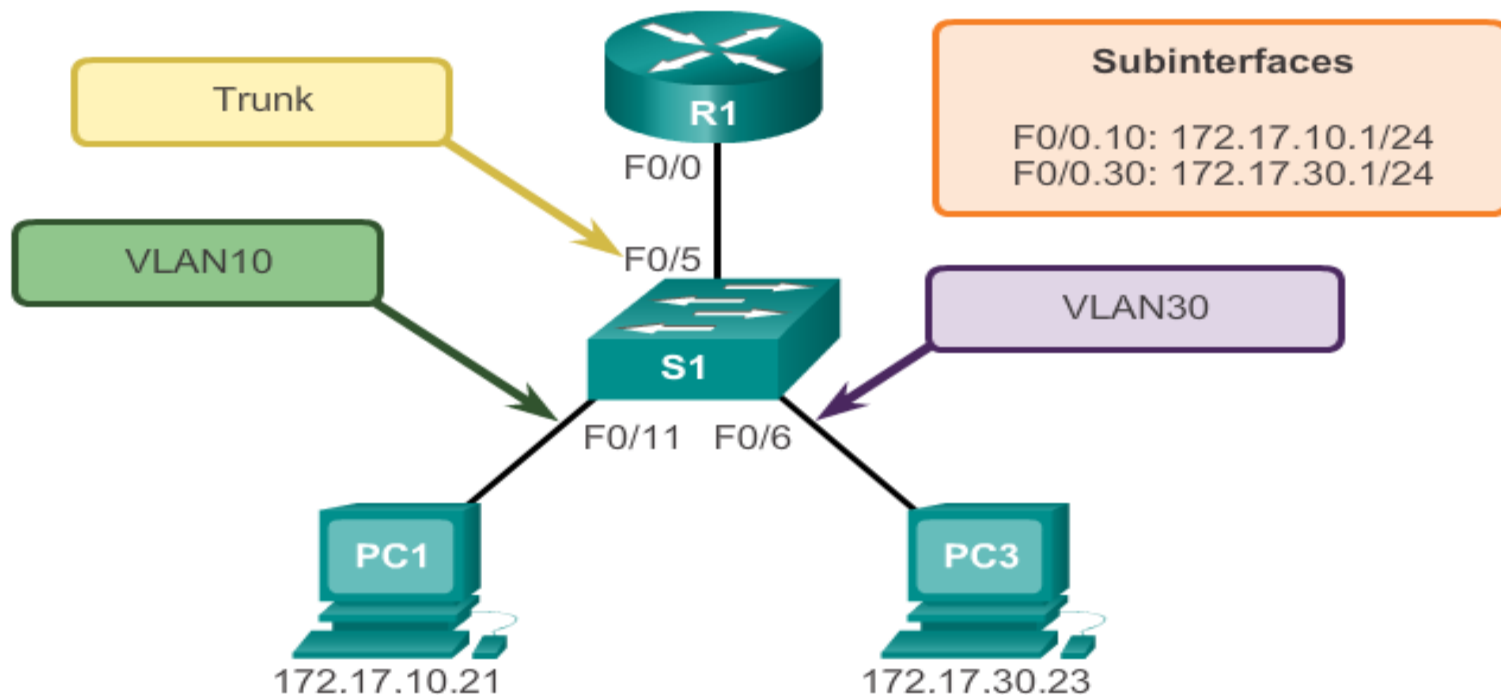 Trunk
R1
Subinterfaces
F0/0.10: 172.17.10.1/24
F0/0.30: 172.17.30.1/24
F0/0
VLAN10
F0/5
VLAN30
S1
F0/11
F0/6
PC1
PC3
172.17.10.21
172.17.30.23